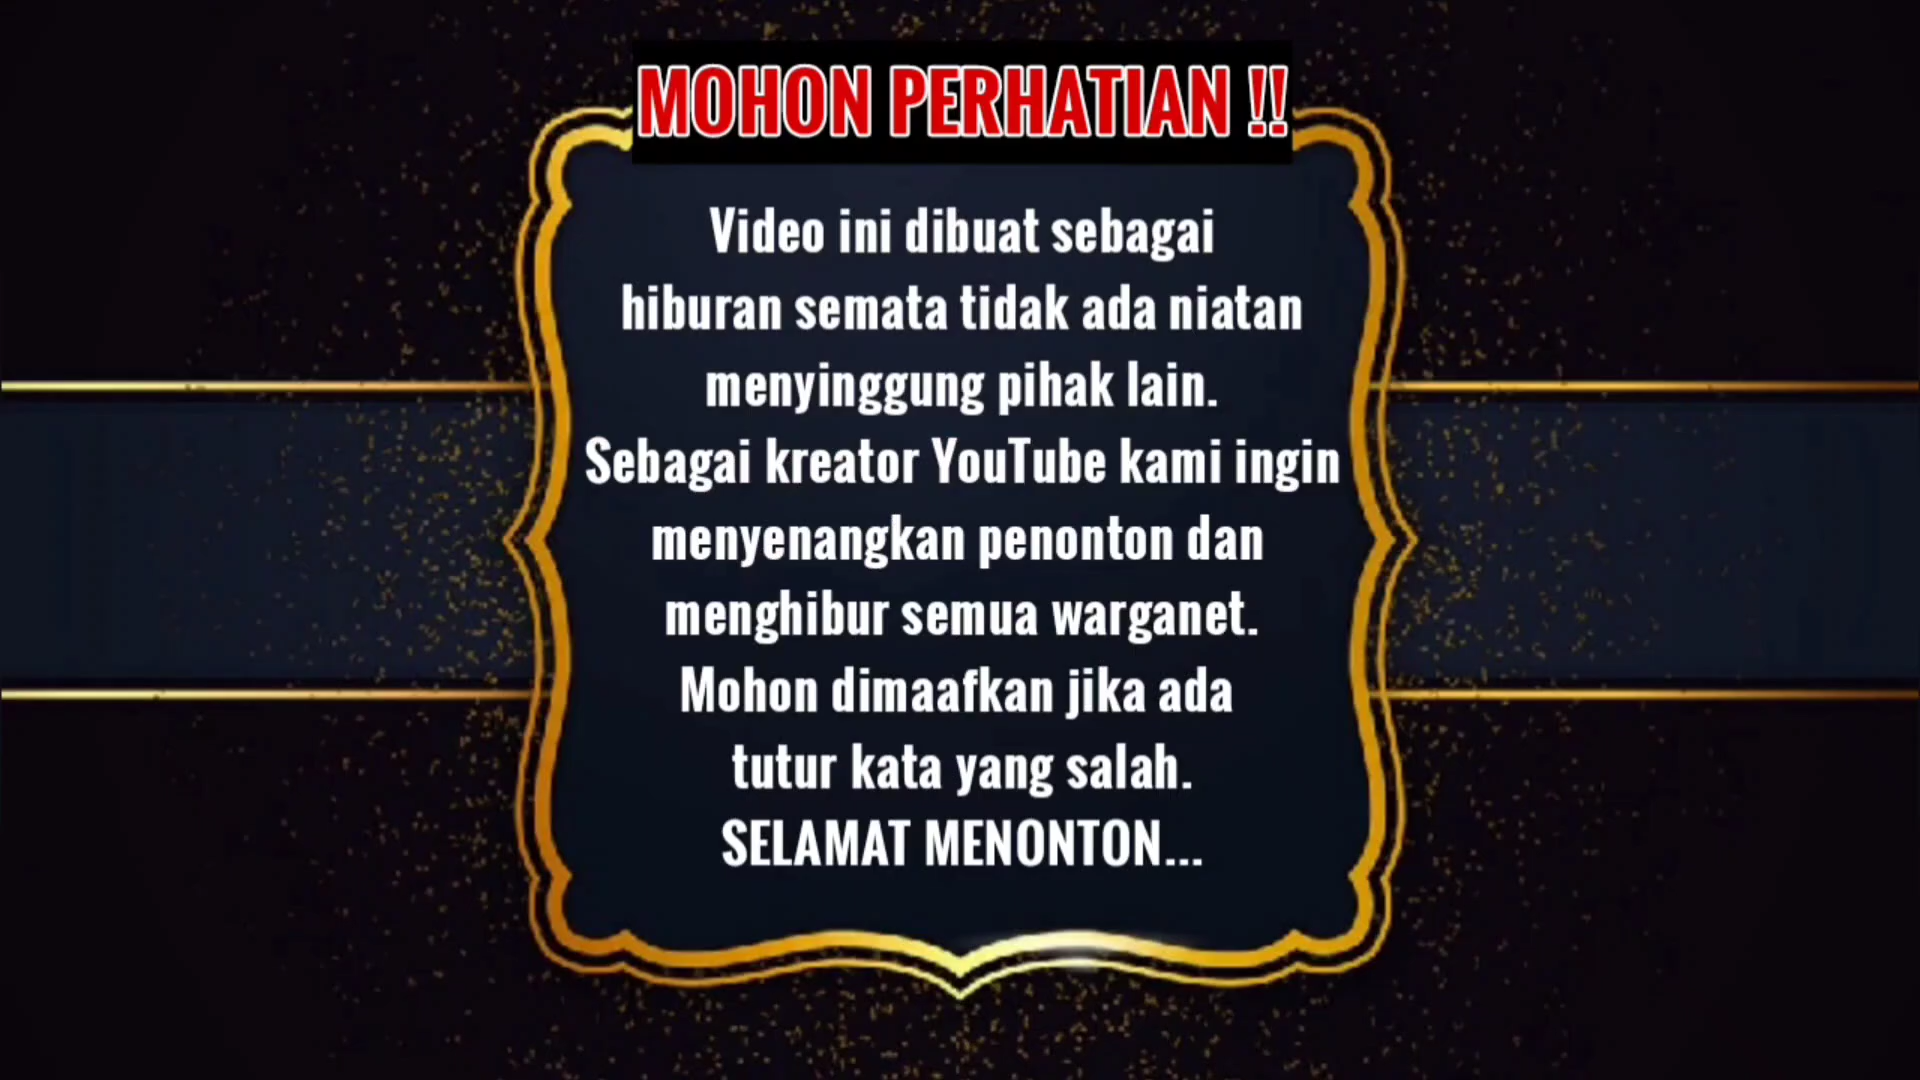 MOHON PERHATIAN !!
Video ini dibuat sebagai
hiburan semata tidak ada niatan
menyinggung pihak lain.
Sebagai kreator YouTube kami ingin
menyenangkan penonton dan
menghibur semua warganet.
Mohon dimaafkan jika ada
tutur kata yang salah.
SELAMAT MENONTON...